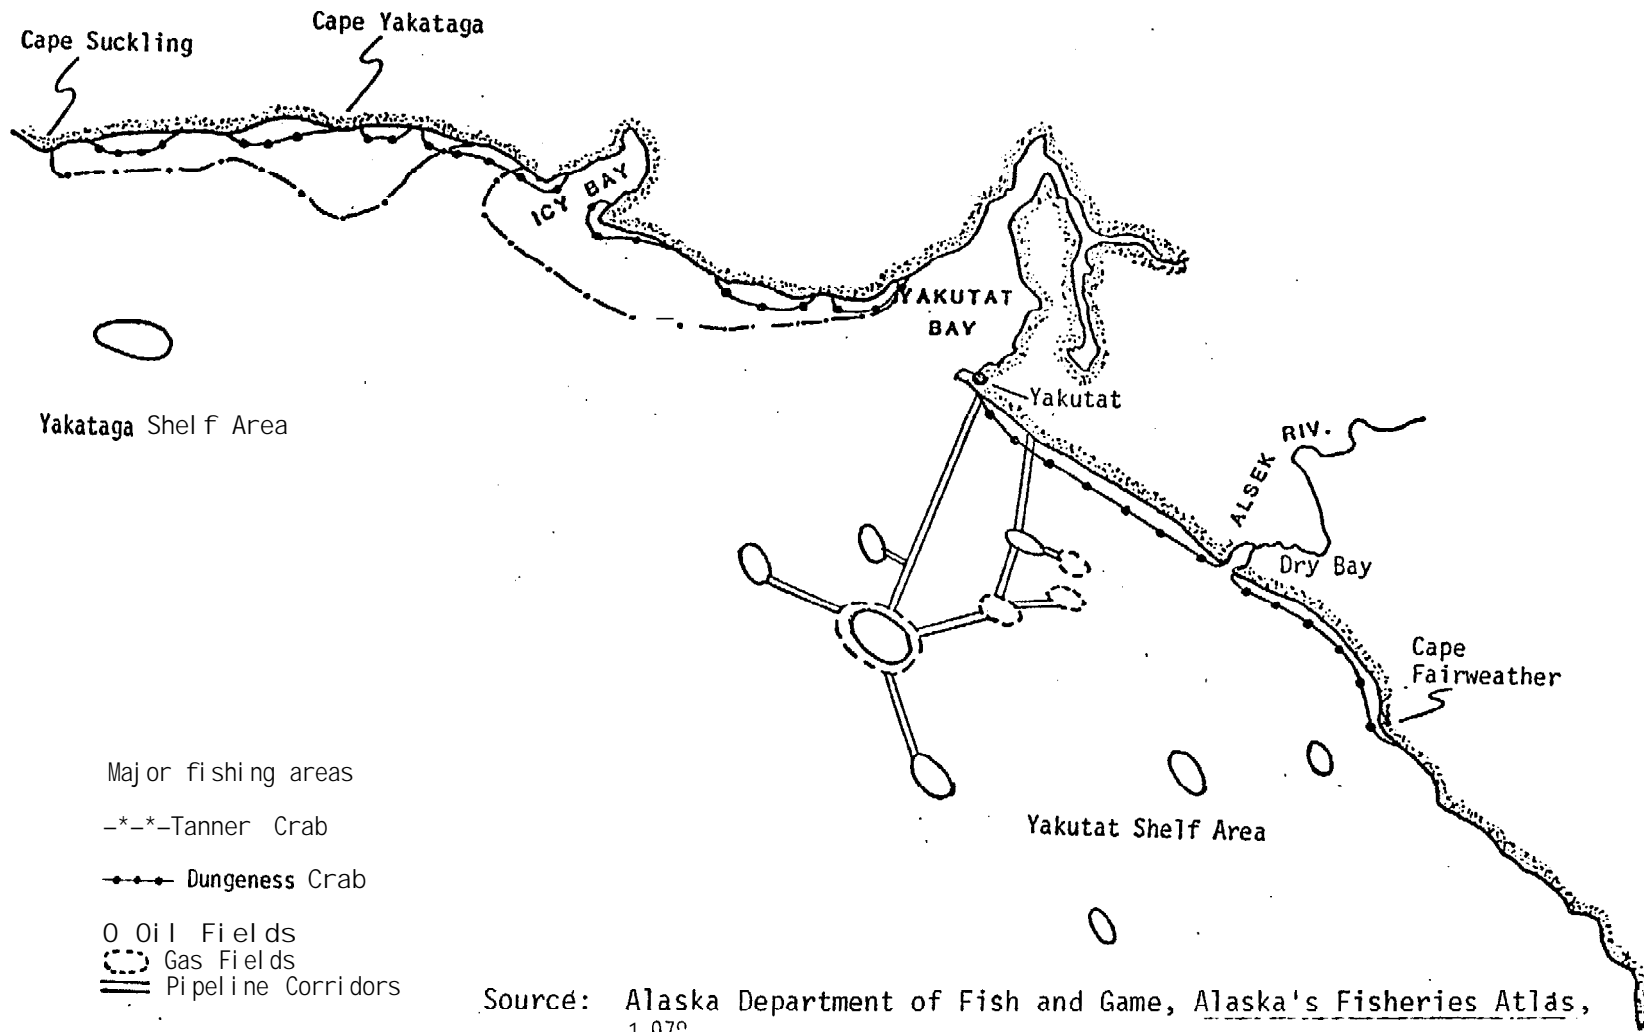 Cape Suckling
Cape Yakataga
ICY BAY
YAKUTAT
BAY
Yakutat
Yakataga Shelf Area
ALSEK RIV.
Dry Bay
Cape
Fairweather
Yakutat Shelf Area
Major fishing areas
–*–*–Tanner Crab
Dungeness Crab
O Oil Fields
Gas Fields
Pipeline Corridors
Source: Alaska Department of Fish and Game, Alaska's Fisheries Atlas,